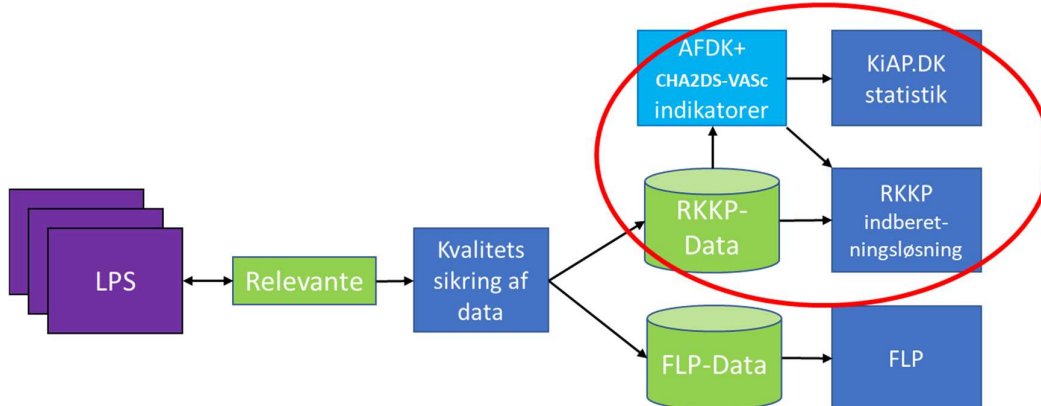 AFDK+
CHA2DS-VASc
indikatorer
KiAP.DK
statistik
LPS
Relevante
Kvalitets
sikring af
data
RKKP-
Data
RKKP
indberet-
ningsløsning
FLP-Data
FLP